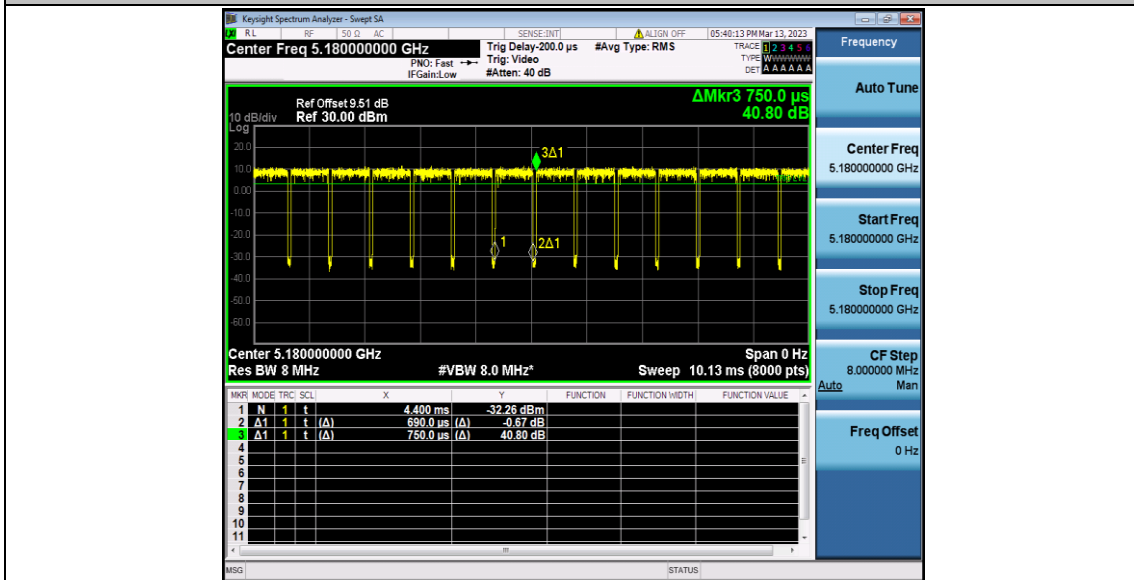 Keysight Spectrum Analyzer - Swept SA
RL RF 50 Ω AC SENSE:INT ALIGN OFF 05:40:13 PM Mar 13, 2023
Center Freq 5.180000000 GHz
PNO: Fast
IFGain:Low
Trig Delay-200.0 µs
Trig: Video
#Atten: 40 dB
#Avg Type: RMS
TRACE 1 2 3 4 5 6
TYPE WWWWWW
DET A A A A A A
ΔMkr3 750.0 µs
40.80 dB
Ref Offset 9.51 dB
10 dB/div Ref 30.00 dBm
Log
20.0
10.0
0.00
-10.0
-20.0
-30.0
-40.0
-50.0
-60.0
3Δ1
1
2Δ1
Center 5.180000000 GHz Span 0 Hz
Res BW 8 MHz #VBW 8.0 MHz* Sweep 10.13 ms (8000 pts)
MKR MODE TRC SCL X Y FUNCTION FUNCTION WIDTH FUNCTION VALUE
1 N 1 t 4.400 ms -32.26 dBm
2 Δ1 1 t (Δ) 690.0 µs (Δ) -0.67 dB
3 Δ1 1 t (Δ) 750.0 µs (Δ) 40.80 dB
4
5
6
7
8
9
10
11
MSG STATUS
Frequency
Auto Tune
Center Freq
5.180000000 GHz
Start Freq
5.180000000 GHz
Stop Freq
5.180000000 GHz
CF Step
8.000000 MHz
Auto Man
Freq Offset
0 Hz